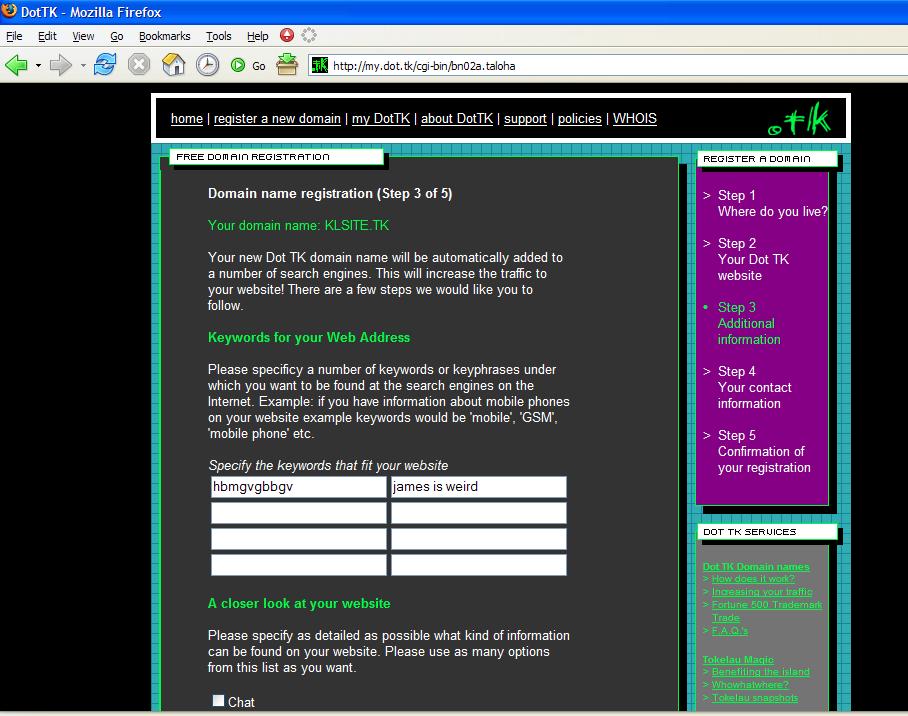 DotTK - Mozilla Firefox
File Edit View Go Bookmarks Tools Help
Go http://my.dot.tk/cgi-bin/bn02a.taloha
home | register a new domain | my DotTK | about DotTK | support | policies | WHOIS
.tk
FREE DOMAIN REGISTRATION
Domain name registration (Step 3 of 5)
Your domain name: KLSITE.TK
Your new Dot TK domain name will be automatically added to
a number of search engines. This will increase the traffic to
your website! There are a few steps we would like you to
follow.
Keywords for your Web Address
Please specificy a number of keywords or keyphrases under
which you want to be found at the search engines on the
Internet. Example: if you have information about mobile phones
on your website example keywords would be 'mobile', 'GSM',
'mobile phone' etc.
Specify the keywords that fit your website
hbmgvgbbgv james is weird
A closer look at your website
Please specify as detailed as possible what kind of information
can be found on your website. Please use as many options
from this list as you want.
Chat
REGISTER A DOMAIN
> Step 1
Where do you live?
> Step 2
Your Dot TK
website
• Step 3
Additional
information
> Step 4
Your contact
information
> Step 5
Confirmation of
your registration
DOT TK SERVICES
Dot TK Domain names
> How does it work?
> Increasing your traffic
> Fortune 500 Trademark
Trade
> F.A.Q.'s
Tokelau Magic
> Benefiting the island
> Whowhatwhere?
> Tokelau snapshots